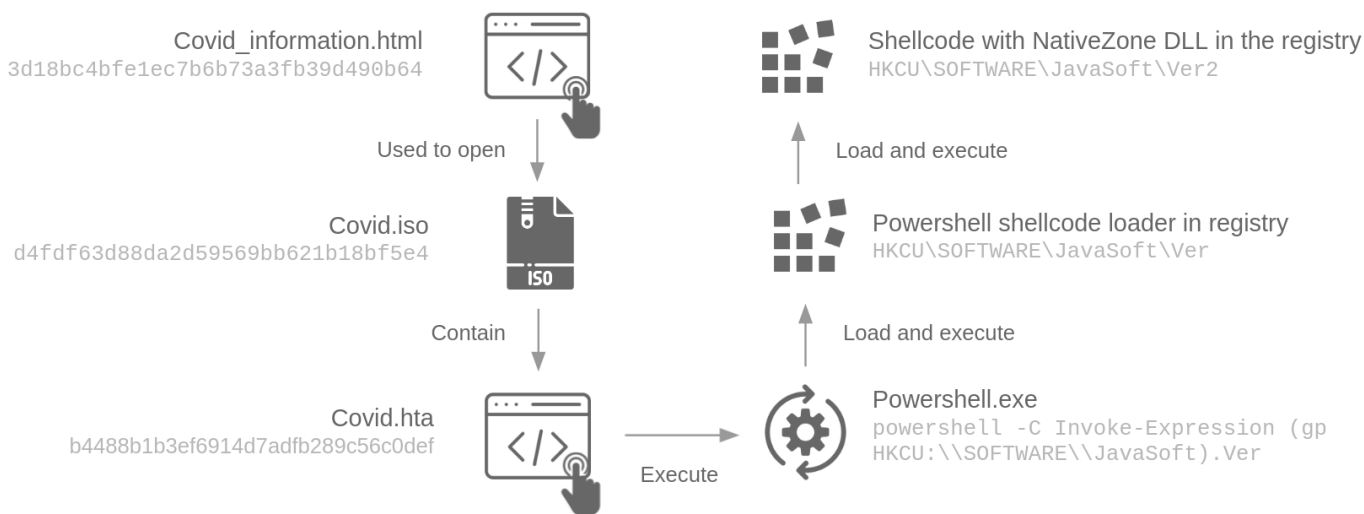 Covid_information.html
3d18bc4bfe1ec7b6b73a3fb39d490b64
Used to open
Covid.iso
d4fdf63d88da2d59569bb621b18bf5e4
ISO
Contain
Covid.hta
b4488b1b3ef6914d7adfb289c56c0def
Execute
Powershell.exe
powershell -C Invoke-Expression (gp
HKCU:\\SOFTWARE\\JavaSoft).Ver
Load and execute
Powershell shellcode loader in registry
HKCU\SOFTWARE\JavaSoft\Ver
Load and execute
Shellcode with NativeZone DLL in the registry
HKCU\SOFTWARE\JavaSoft\Ver2